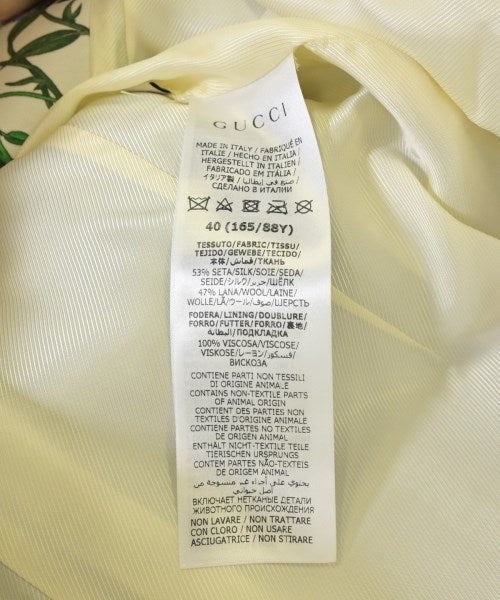 GUCCI
MADE IN ITALY / FABRIQUÉ EN
ITALIE / HECHO EN ITALIA /
HERGESTELLT IN ITALIEN /
FABRICADO EM ITÁLIA /
イタリア製 / صنع في إيطاليا /
СДЕЛАНО В ИТАЛИИ
40 (165/88Y)
TESSUTO/FABRIC/TISSU/
TEJIDO/GEWEBE/TECIDO/
本体/قماش/ТКАНЬ
53% SETA/SILK/SOIE/SEDA/
SEIDE/シルク/حرير/ШЁЛК
47% LANA/WOOL/LAINE/
WOLLE/LÃ/ウール/صوف/ШЕРСТЬ
FODERA/LINING/DOUBLURE/
FORRO/FUTTER/FORRO/裏地/
البطانة/ПОДКЛАДКА
100% VISCOSA/VISCOSE/
VISKOSE/レーヨン/فسكوز/
ВИСКОЗА
CONTIENE PARTI NON TESSILI
DI ORIGINE ANIMALE
CONTAINS NON-TEXTILE PARTS
OF ANIMAL ORIGIN
CONTIENT DES PARTIES NON
TEXTILES D'ORIGINE ANIMALE
CONTIENE PARTES NO TEXTILES
DE ORIGEN ANIMAL
ENTHÄLT NICHT-TEXTILE TEILE
TIERISCHEN URSPRUNGS
CONTÉM PARTES NÃO-TEXTEIS
DE ORIGEM ANIMAL
يحتوي على أجزاء غير منسوجة من
أصل حيواني
ВКЛЮЧАЕТ НЕТКАНЫЕ ДЕТАЛИ
ЖИВОТНОГО ПРОИСХОЖДЕНИЯ
NON LAVARE / NON TRATTARE
CON CLORO / NON USARE
ASCIUGATRICE / NON STIRARE